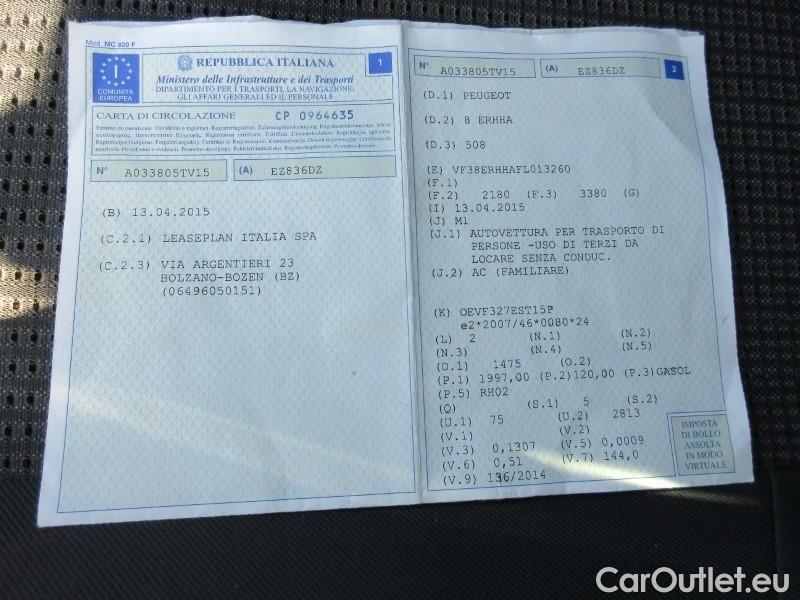 Mod. MC 820 F
I
COMUNITÀ
EUROPEA
REPUBBLICA ITALIANA
1
Ministero delle Infrastrutture e dei Trasporti
DIPARTIMENTO PER I TRASPORTI, LA NAVIGAZIONE,
GLI AFFARI GENERALI ED IL PERSONALE
CARTA DI CIRCOLAZIONE CP 0964635
N° A033805TV15 (A) EZ836DZ
(B) 13.04.2015
(C.2.1) LEASEPLAN ITALIA SPA
(C.2.3) VIA ARGENTIERI 23
BOLZANO-BOZEN (BZ)
(06496050151)
N° A033805TV15 (A) EZ836DZ 2
(D.1) PEUGEOT
(D.2) 8 ERHHA
(D.3) 508
(E) VF38ERHHAFL013260
(F.1)
(F.2) 2180 (F.3) 3380 (G)
(I) 13.04.2015
(J) M1
(J.1) AUTOVETTURA PER TRASPORTO DI
PERSONE -USO DI TERZI DA
LOCARE SENZA CONDUC.
(J.2) AC (FAMILIARE)
(K) OEVF327EST15P
e2*2007/46*0080*24
(L) 2 (N.1) (N.2)
(N.3) (N.4) (N.5)
(O.1) 1475 (O.2)
(P.1) 1997,00 (P.2)120,00 (P.3)GASOL
(P.5) RH02
(Q) (S.1) 5 (S.2)
(U.1) 75 (U.2) 2813
(V.1) (V.2)
(V.3) 0,1307 (V.5) 0,0009
(V.6) 0,51 (V.7) 144,0
(V.9) 136/2014
IMPOSTA
DI BOLLO
ASSOLTA
IN MODO
VIRTUALE
CarOutlet.eu